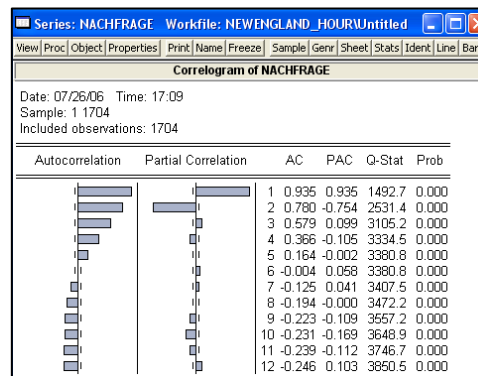 Series: NACHFRAGE Workfile: NEWENGLAND_HOUR\Untitled
View Proc Object Properties Print Name Freeze Sample Genr Sheet Stats Ident Line Bar
Correlogram of NACHFRAGE
Date: 07/26/06 Time: 17:09
Sample: 1 1704
Included observations: 1704
Autocorrelation Partial Correlation AC PAC Q-Stat Prob
1 0.935 0.935 1492.7 0.000
2 0.780 -0.754 2531.4 0.000
3 0.579 0.099 3105.2 0.000
4 0.366 -0.105 3334.5 0.000
5 0.164 -0.002 3380.8 0.000
6 -0.004 0.058 3380.8 0.000
7 -0.125 0.041 3407.5 0.000
8 -0.194 -0.000 3472.2 0.000
9 -0.223 -0.109 3557.2 0.000
10 -0.231 -0.169 3648.9 0.000
11 -0.239 -0.112 3746.7 0.000
12 -0.246 0.103 3850.5 0.000